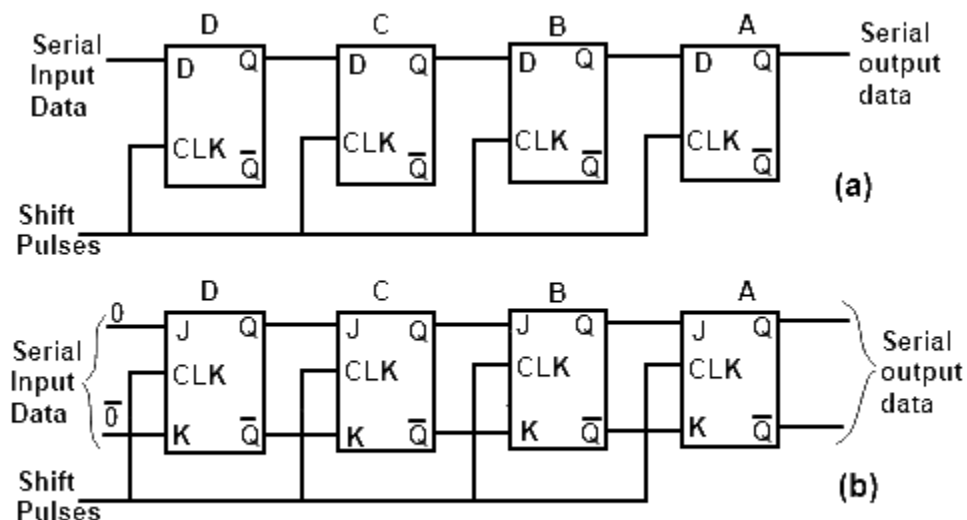 D C B A
Serial
Input
Data
D Q D Q D Q D Q
Serial
output
data
CLK Q̅ CLK Q̅ CLK Q̅ CLK Q̅
(a)
Shift
Pulses
D C B A
0
J Q J Q J Q J Q
Serial
Input
Data
CLK CLK CLK CLK
Serial
output
data
0̅
K Q̅ K Q̅ K Q̅ K Q̅
Shift
Pulses
(b)